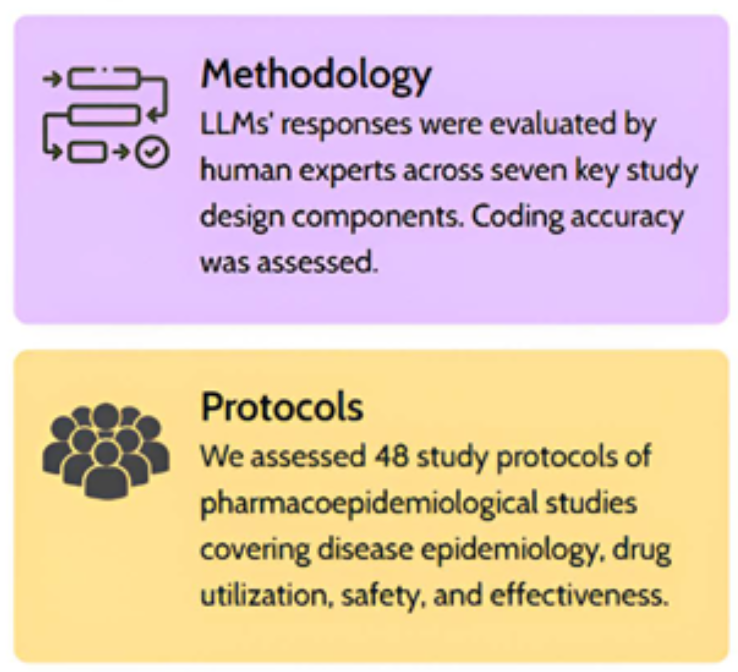 Methodology
LLMs' responses were evaluated by
human experts across seven key study
design components. Coding accuracy
was assessed.
Protocols
We assessed 48 study protocols of
pharmacoepidemiological studies
covering disease epidemiology, drug
utilization, safety, and effectiveness.